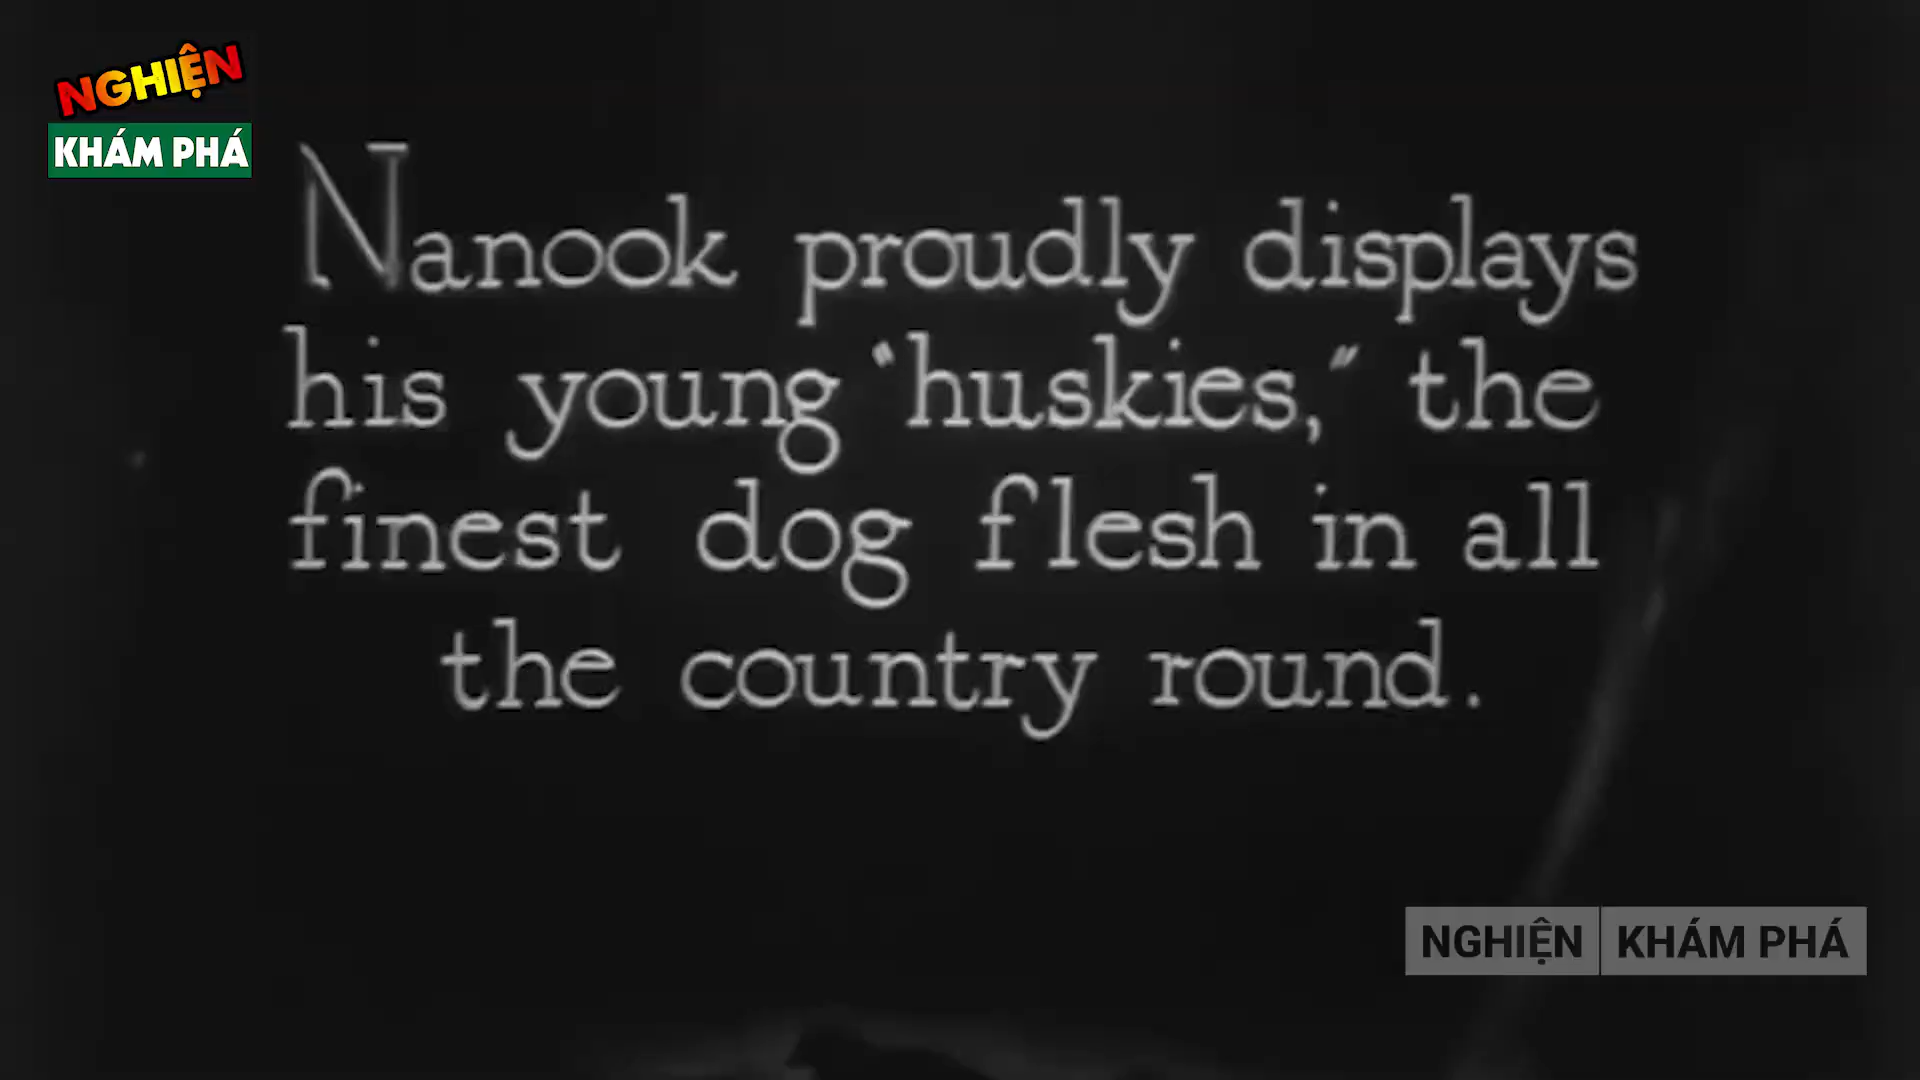 NGHIỆN
KHÁM PHÁ
Nanook proudly displays
his young "huskies," the
finest dog flesh in all
the country round.
NGHIỆN KHÁM PHÁ